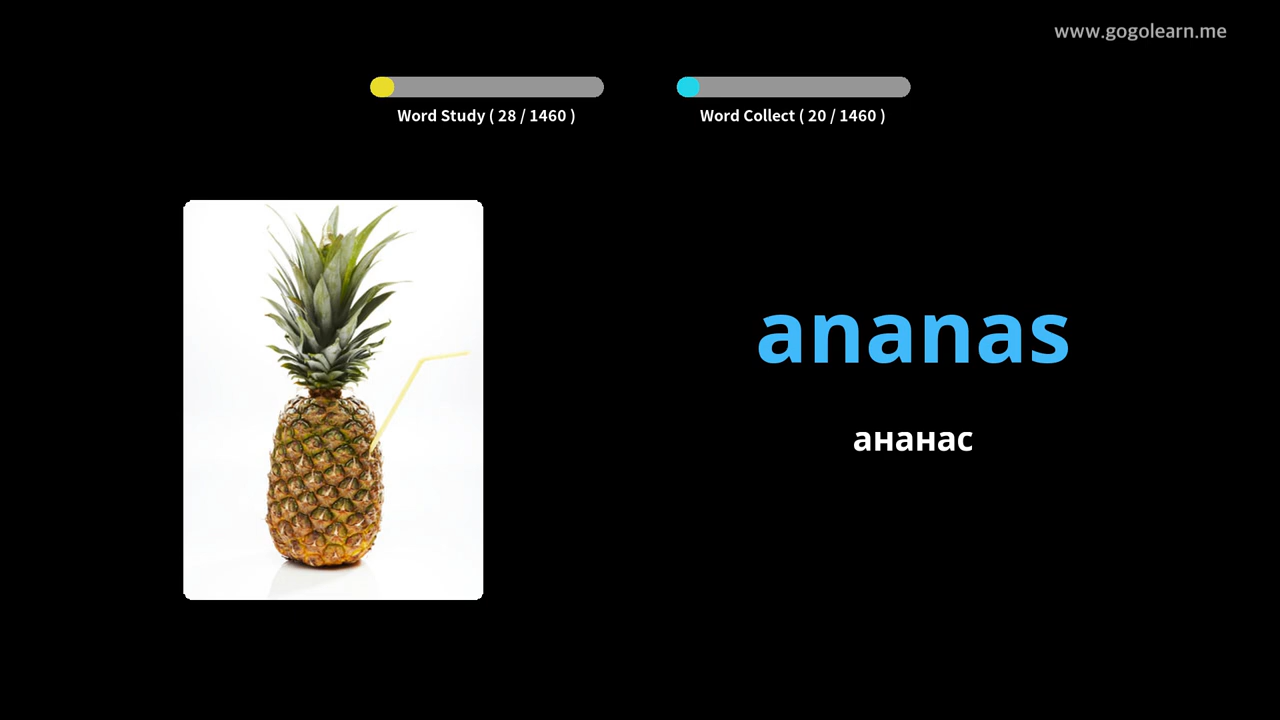 www.gogolearn.me
Word Study ( 28 / 1460 )
Word Collect ( 20 / 1460 )
ananas
ананас